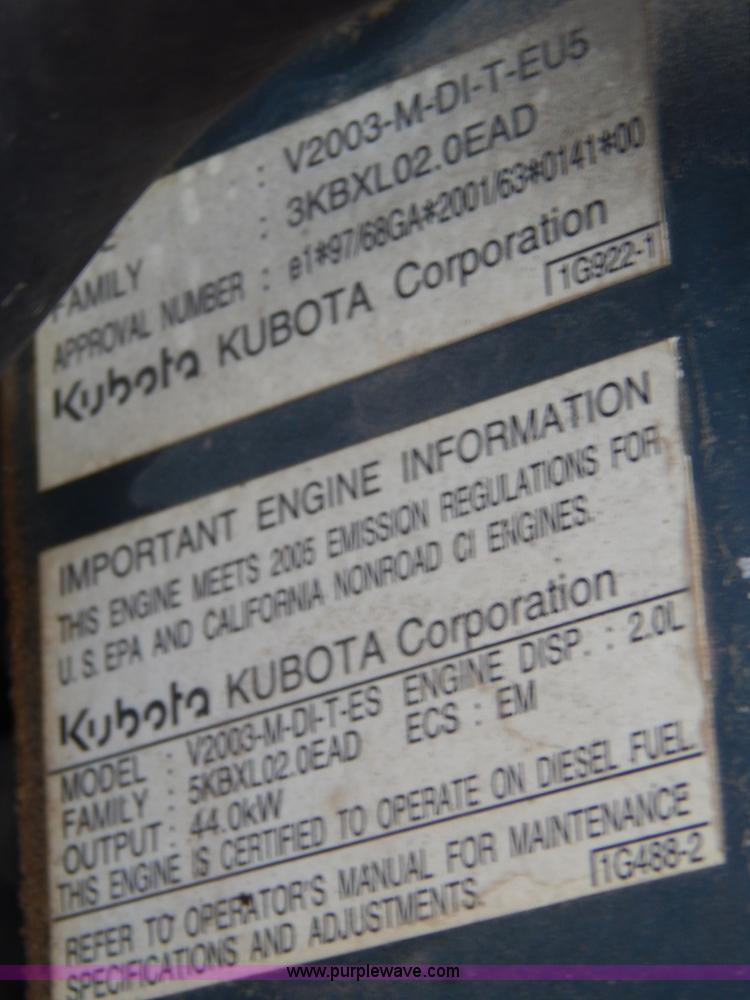 : V2003-M-DI-T-EU5
: 3KBXL02.0EAD
FAMILY
APPROVAL NUMBER : e1*97/68GA*2001/63*0141*00
Kubota KUBOTA Corporation
1G922-1
IMPORTANT ENGINE INFORMATION
THIS ENGINE MEETS 2005 EMISSION REGULATIONS FOR
U.S. EPA AND CALIFORNIA NONROAD CI ENGINES.
Kubota KUBOTA Corporation
MODEL : V2003-M-DI-T-ES ENGINE DISP. : 2.0L
FAMILY : 5KBXL02.0EAD ECS : EM
OUTPUT : 44.0kW
THIS ENGINE IS CERTIFIED TO OPERATE ON DIESEL FUEL.
REFER TO OPERATOR'S MANUAL FOR MAINTENANCE
SPECIFICATIONS AND ADJUSTMENTS.
1G488-2
www.purplewave.com